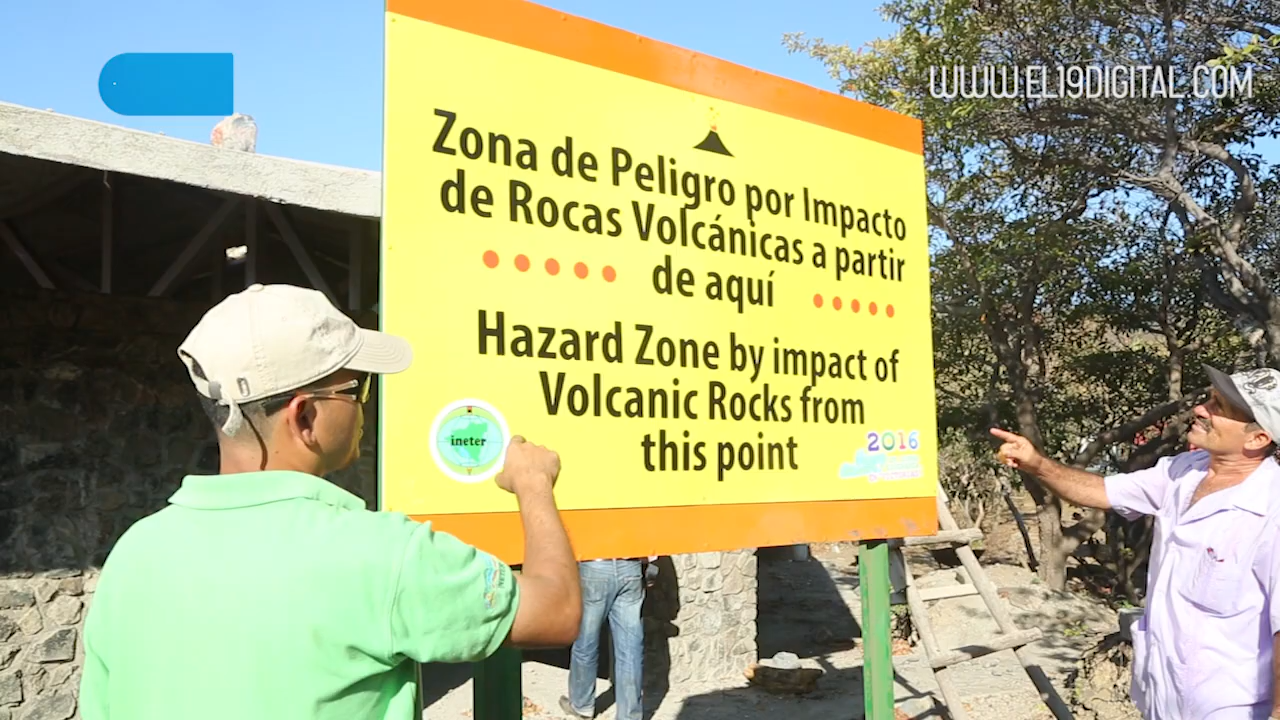 WWW.EL19DIGITAL.COM
Zona de Peligro por Impacto
de Rocas Volcánicas a partir
de aquí
Hazard Zone by impact of
Volcanic Rocks from
this point
ineter
2016